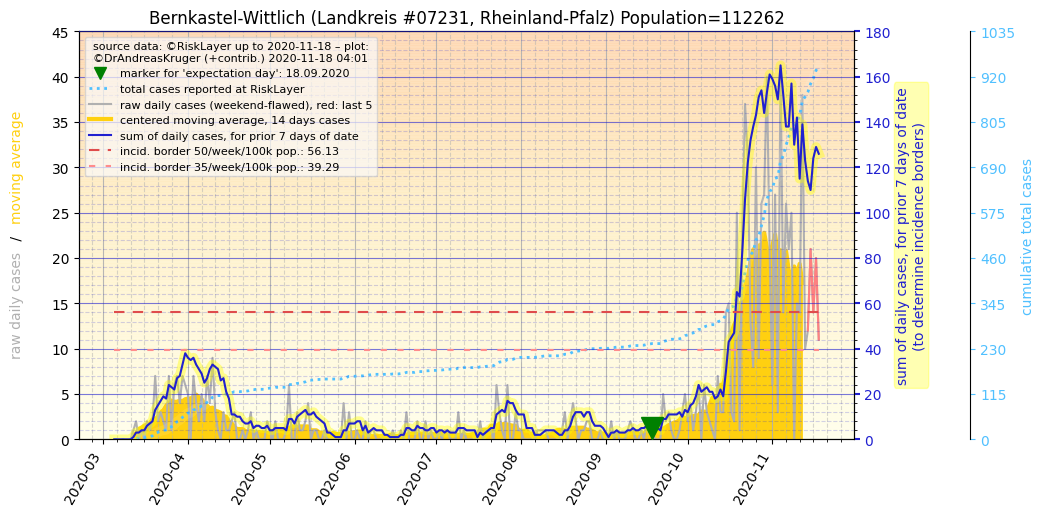 Bernkastel-Wittlich (Landkreis #07231, Rheinland-Pfalz) Population=112262
source data: ©RiskLayer up to 2020-11-18 – plot:
©DrAndreasKruger (+contrib.) 2020-11-18 04:01
marker for 'expectation day': 18.09.2020
total cases reported at RiskLayer
raw daily cases (weekend-flawed), red: last 5
centered moving average, 14 days cases
sum of daily cases, for prior 7 days of date
incid. border 50/week/100k pop.: 56.13
incid. border 35/week/100k pop.: 39.29
raw daily cases / moving average
45
40
35
30
25
20
15
10
5
0
180
160
140
120
100
80
60
40
20
0
sum of daily cases, for prior 7 days of date
(to determine incidence borders)
1035
920
805
690
575
460
345
230
115
0
cumulative total cases
2020-03
2020-04
2020-05
2020-06
2020-07
2020-08
2020-09
2020-10
2020-11